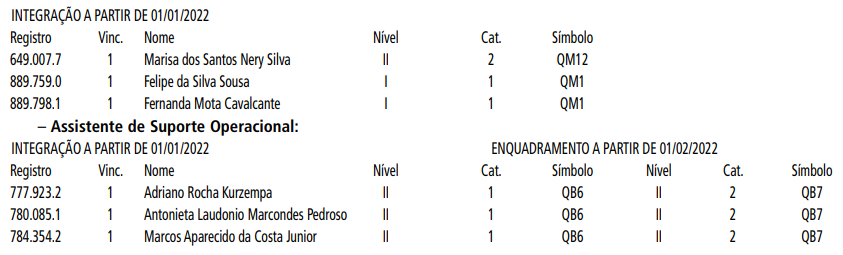 INTEGRAÇÃO A PARTIR DE 01/01/2022
Registro Vinc. Nome Nível Cat. Símbolo
649.007.7 1 Marisa dos Santos Nery Silva II 2 QM12
889.759.0 1 Felipe da Silva Sousa I 1 QM1
889.798.1 1 Fernanda Mota Cavalcante I 1 QM1
– Assistente de Suporte Operacional:
INTEGRAÇÃO A PARTIR DE 01/01/2022 ENQUADRAMENTO A PARTIR DE 01/02/2022
Registro Vinc. Nome Nível Cat. Símbolo Nível Cat. Símbolo
777.923.2 1 Adriano Rocha Kurzempa II 1 QB6 II 2 QB7
780.085.1 1 Antonieta Laudonio Marcondes Pedroso II 1 QB6 II 2 QB7
784.354.2 1 Marcos Aparecido da Costa Junior II 1 QB6 II 2 QB7